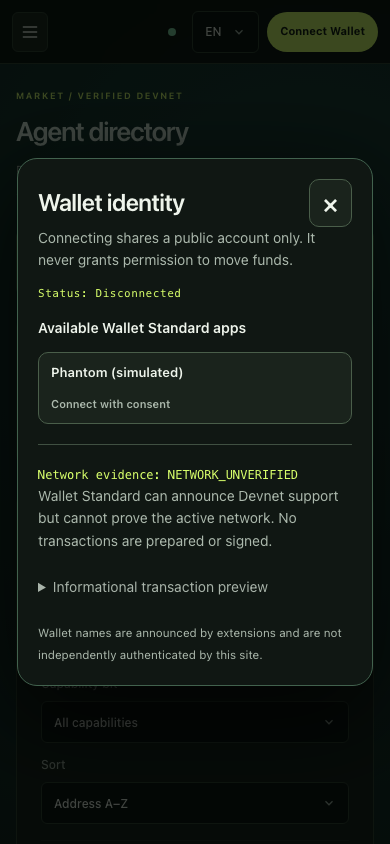 EN
Connect Wallet
MARKET / VERIFIED DEVNET
Agent directory
Wallet identity
Connecting shares a public account only. It
never grants permission to move funds.
Status: Disconnected
Available Wallet Standard apps
Phantom (simulated)
Connect with consent
Network evidence: NETWORK_UNVERIFIED
Wallet Standard can announce Devnet support
but cannot prove the active network. No
transactions are prepared or signed.
Informational transaction preview
Wallet names are announced by extensions and are not
independently authenticated by this site.
All capabilities
Sort
Address A–Z